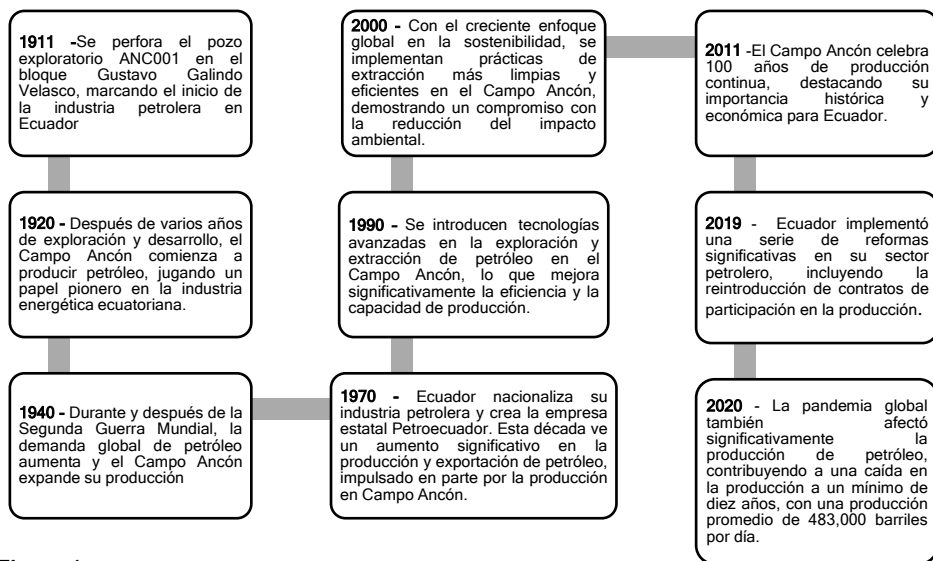 1911 -Se perfora el pozo
exploratorio ANC001 en el
bloque Gustavo Galindo
Velasco, marcando el inicio de
la industria petrolera en
Ecuador
1920 - Después de varios años
de exploración y desarrollo, el
Campo Ancón comienza a
producir petróleo, jugando un
papel pionero en la industria
energética ecuatoriana.
1940 - Durante y después de la
Segunda Guerra Mundial, la
demanda global de petróleo
aumenta y el Campo Ancón
expande su producción
1970 - Ecuador nacionaliza su
industria petrolera y crea la empresa
estatal Petroecuador. Esta década ve
un aumento significativo en la
producción y exportación de petróleo,
impulsado en parte por la producción
en Campo Ancón.
1990 - Se introducen tecnologías
avanzadas en la exploración y
extracción de petróleo en el
Campo Ancón, lo que mejora
significativamente la eficiencia y la
capacidad de producción.
2000 - Con el creciente enfoque
global en la sostenibilidad, se
implementan prácticas de
extracción más limpias y
eficientes en el Campo Ancón,
demostrando un compromiso con
la reducción del impacto
ambiental.
2011 -El Campo Ancón celebra
100 años de producción
continua, destacando su
importancia histórica y
económica para Ecuador.
2019 - Ecuador implementó
una serie de reformas
significativas en su sector
petrolero, incluyendo la
reintroducción de contratos de
participación en la producción.
2020 - La pandemia global
también afectó
significativamente la
producción de petróleo,
contribuyendo a una caída en
la producción a un mínimo de
diez años, con una producción
promedio de 483,000 barriles
por día.